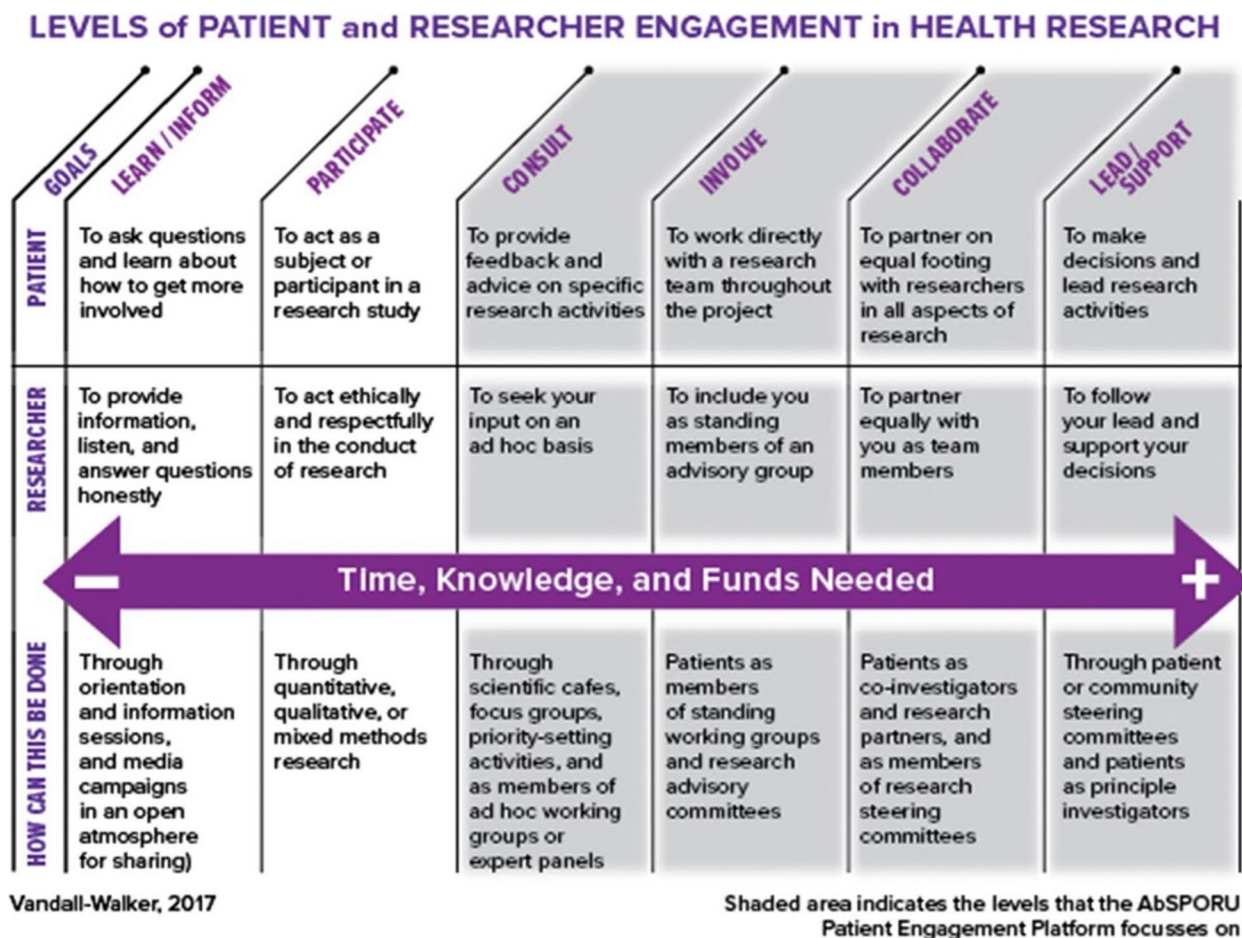 LEVELS of PATIENT and RESEARCHER ENGAGEMENT in HEALTH RESEARCH
GOALS
LEARN / INFORM
PARTICIPATE
CONSULT
INVOLVE
COLLABORATE
LEAD/
SUPPORT
PATIENT
To ask questions
and learn about
how to get more
involved
To act as a
subject or
participant in a
research study
To provide
feedback and
advice on specific
research activities
To work directly
with a research
team throughout
the project
To partner on
equal footing
with researchers
in all aspects of
research
To make
decisions and
lead research
activities
RESEARCHER
To provide
information,
listen, and
answer questions
honestly
To act ethically
and respectfully
in the conduct
of research
To seek your
input on an
ad hoc basis
To include you
as standing
members of an
advisory group
To partner
equally with
you as team
members
To follow
your lead and
support your
decisions
Time, Knowledge, and Funds Needed
HOW CAN THIS BE DONE
Through
orientation
and information
sessions,
and media
campaigns
in an open
atmosphere
for sharing)
Through
quantitative,
qualitative, or
mixed methods
research
Through
scientific cafes,
focus groups,
priority-setting
activities, and
as members of
ad hoc working
groups or
expert panels
Patients as
members
of standing
working groups
and research
advisory
committees
Patients as
co-investigators
and research
partners, and
as members
of research
steering
committees
Through patient
or community
steering
committees
and patients
as principle
investigators
Vandall-Walker, 2017
Shaded area indicates the levels that the AbSPORU
Patient Engagement Platform focusses on